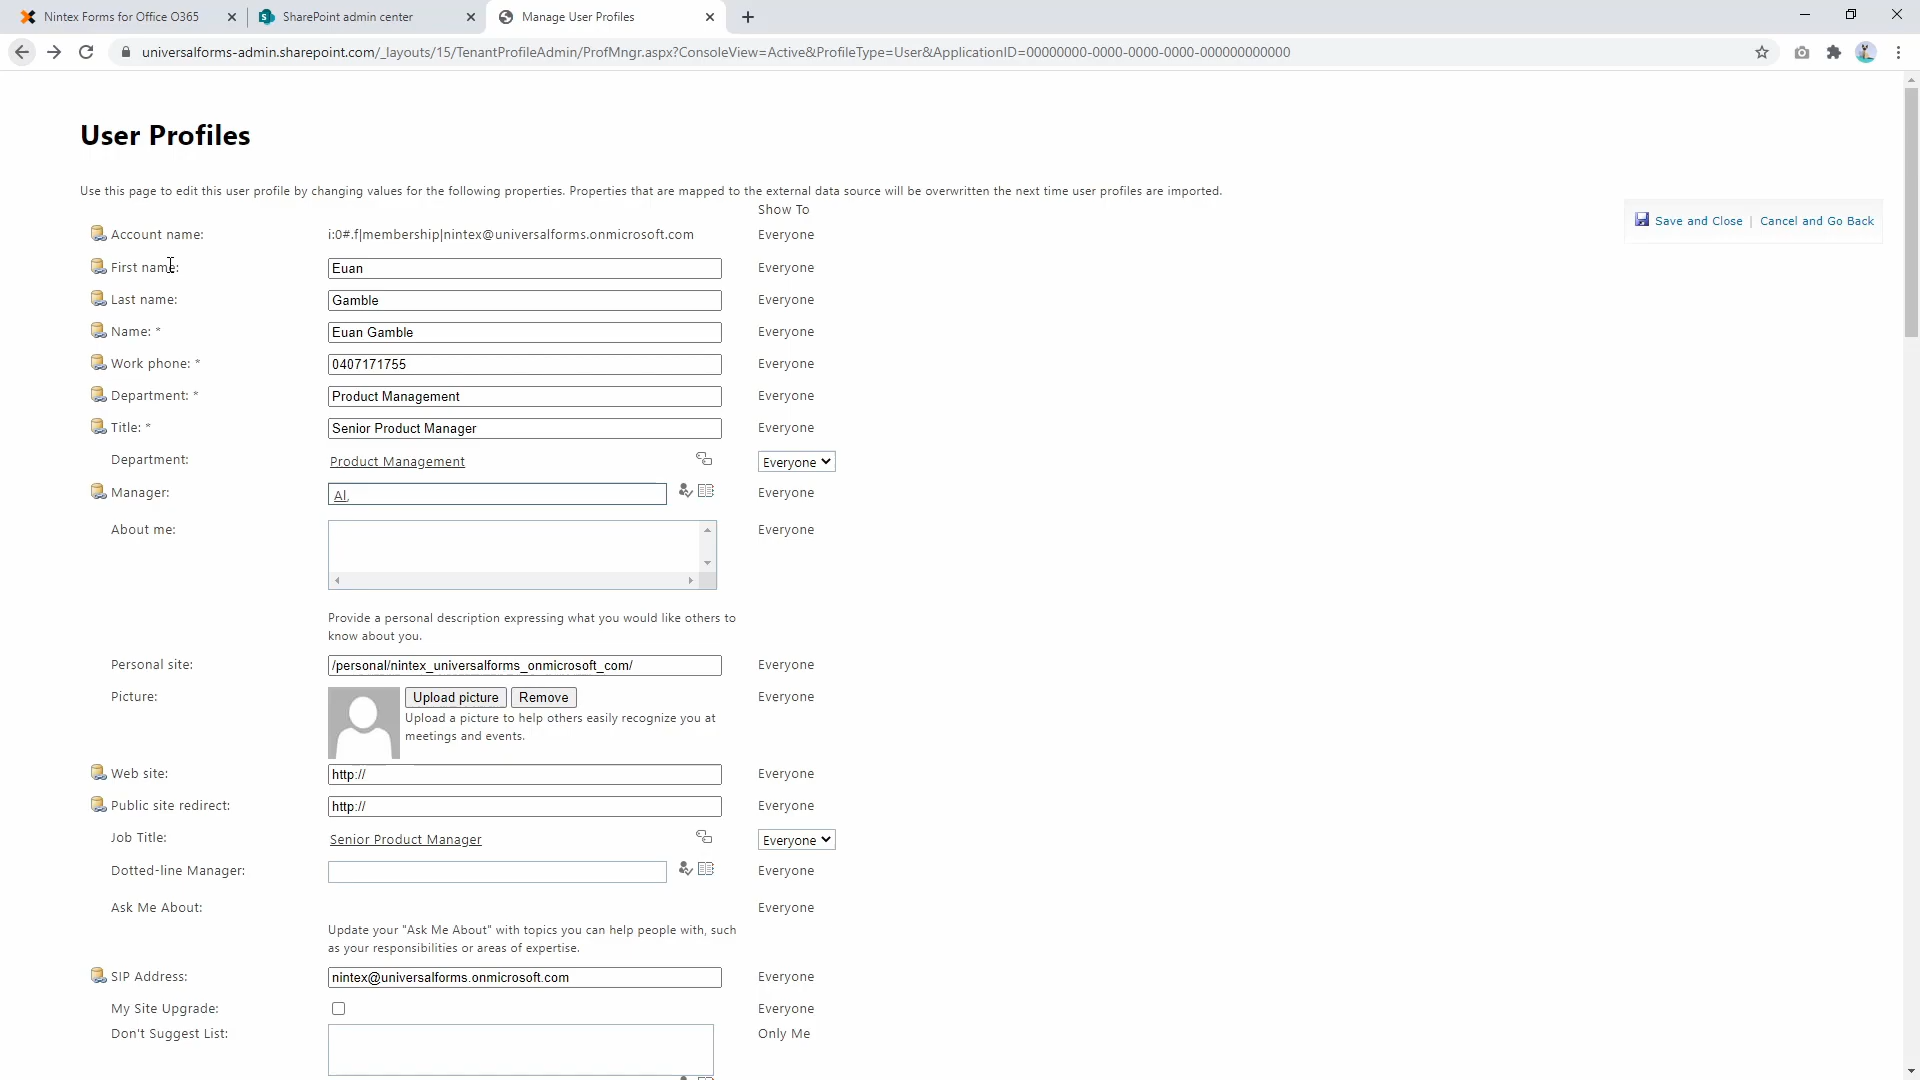 Nintex Forms for Office O365
SharePoint admin center
Manage User Profiles
universalforms-admin.sharepoint.com/_layouts/15/TenantProfileAdmin/ProfMngr.aspx?ConsoleView=Active&ProfileType=User&ApplicationID=00000000-0000-0000-0000-000000000000
User Profiles
Use this page to edit this user profile by changing values for the following properties. Properties that are mapped to the external data source will be overwritten the next time user profiles are imported.
Show To
Save and Close | Cancel and Go Back
Account name: i:0#.f|membership|nintex@universalforms.onmicrosoft.com Everyone
First name: Euan Everyone
Last name: Gamble Everyone
Name: * Euan Gamble Everyone
Work phone: * 0407171755 Everyone
Department: * Product Management Everyone
Title: * Senior Product Manager Everyone
Department: Product Management Everyone
Manager: Al, Everyone
About me: Everyone
Provide a personal description expressing what you would like others to
know about you.
Personal site: /personal/nintex_universalforms_onmicrosoft_com/ Everyone
Picture: Upload picture Remove Everyone
Upload a picture to help others easily recognize you at
meetings and events.
Web site: http:// Everyone
Public site redirect: http:// Everyone
Job Title: Senior Product Manager Everyone
Dotted-line Manager: Everyone
Ask Me About: Everyone
Update your "Ask Me About" with topics you can help people with, such
as your responsibilities or areas of expertise.
SIP Address: nintex@universalforms.onmicrosoft.com Everyone
My Site Upgrade: Everyone
Don't Suggest List: Only Me